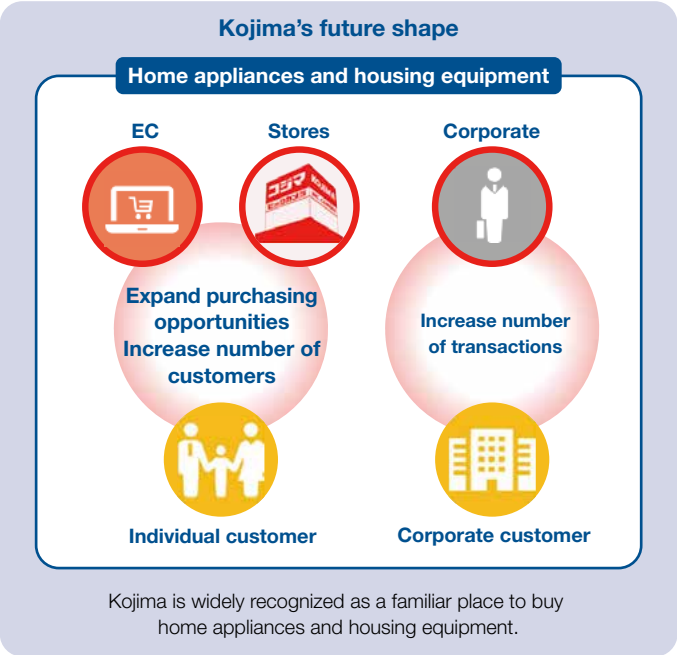 Kojima's future shape
Home appliances and housing equipment
EC
Stores
Corporate
コジマ
KOJIMA
Expand purchasing
opportunities
Increase number of
customers
Increase number
of transactions
Individual customer
Corporate customer
Kojima is widely recognized as a familiar place to buy
home appliances and housing equipment.